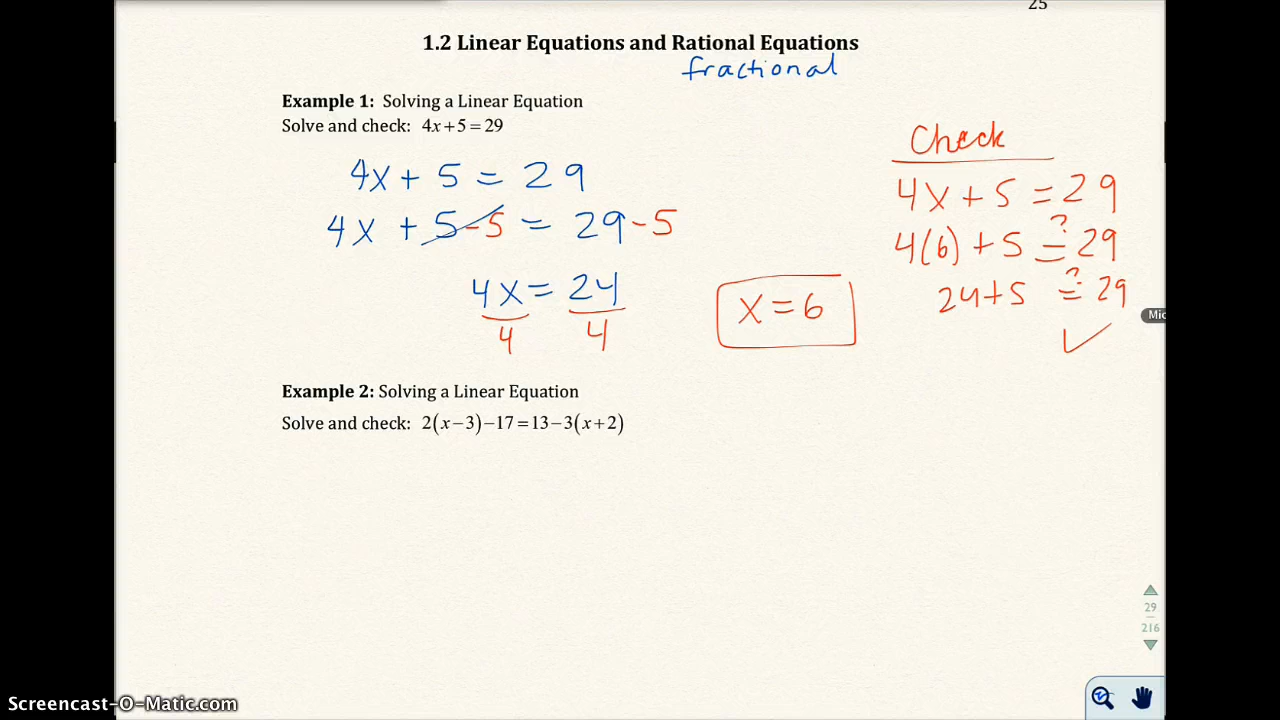 25
1.2 Linear Equations and Rational Equations
fractional
Example 1: Solving a Linear Equation
Solve and check: 4x+5=29
4x + 5 = 29
4x + 5 - 5 = 29 - 5
4x = 24
4 4
x = 6
Check
4x + 5 = 29
4(6) + 5 =? 29
24+5 =? 29
✓
Mic
Example 2: Solving a Linear Equation
Solve and check: 2(x−3)−17=13−3(x+2)
29
216
Screencast-O-Matic.com